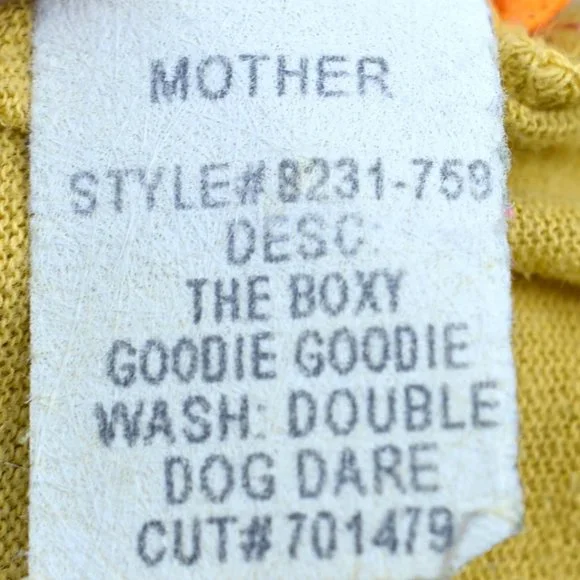 MOTHER
STYLE# 8231-759
DESC:
THE BOXY
GOODIE GOODIE
WASH: DOUBLE
DOG DARE
CUT# 701479